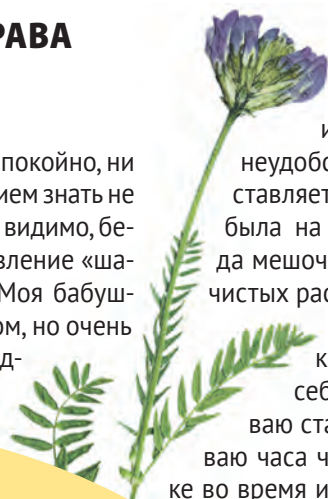 РАВА
покойно, ни
ием знать не
видимо, бе-
вление «ша-
Моя бабуш-
ом, но очень
д-
и
неудобс
ставляет
была на
да мешоч
чистых рас
к
себ
ваю ста
ваю часа ч
ке во время и